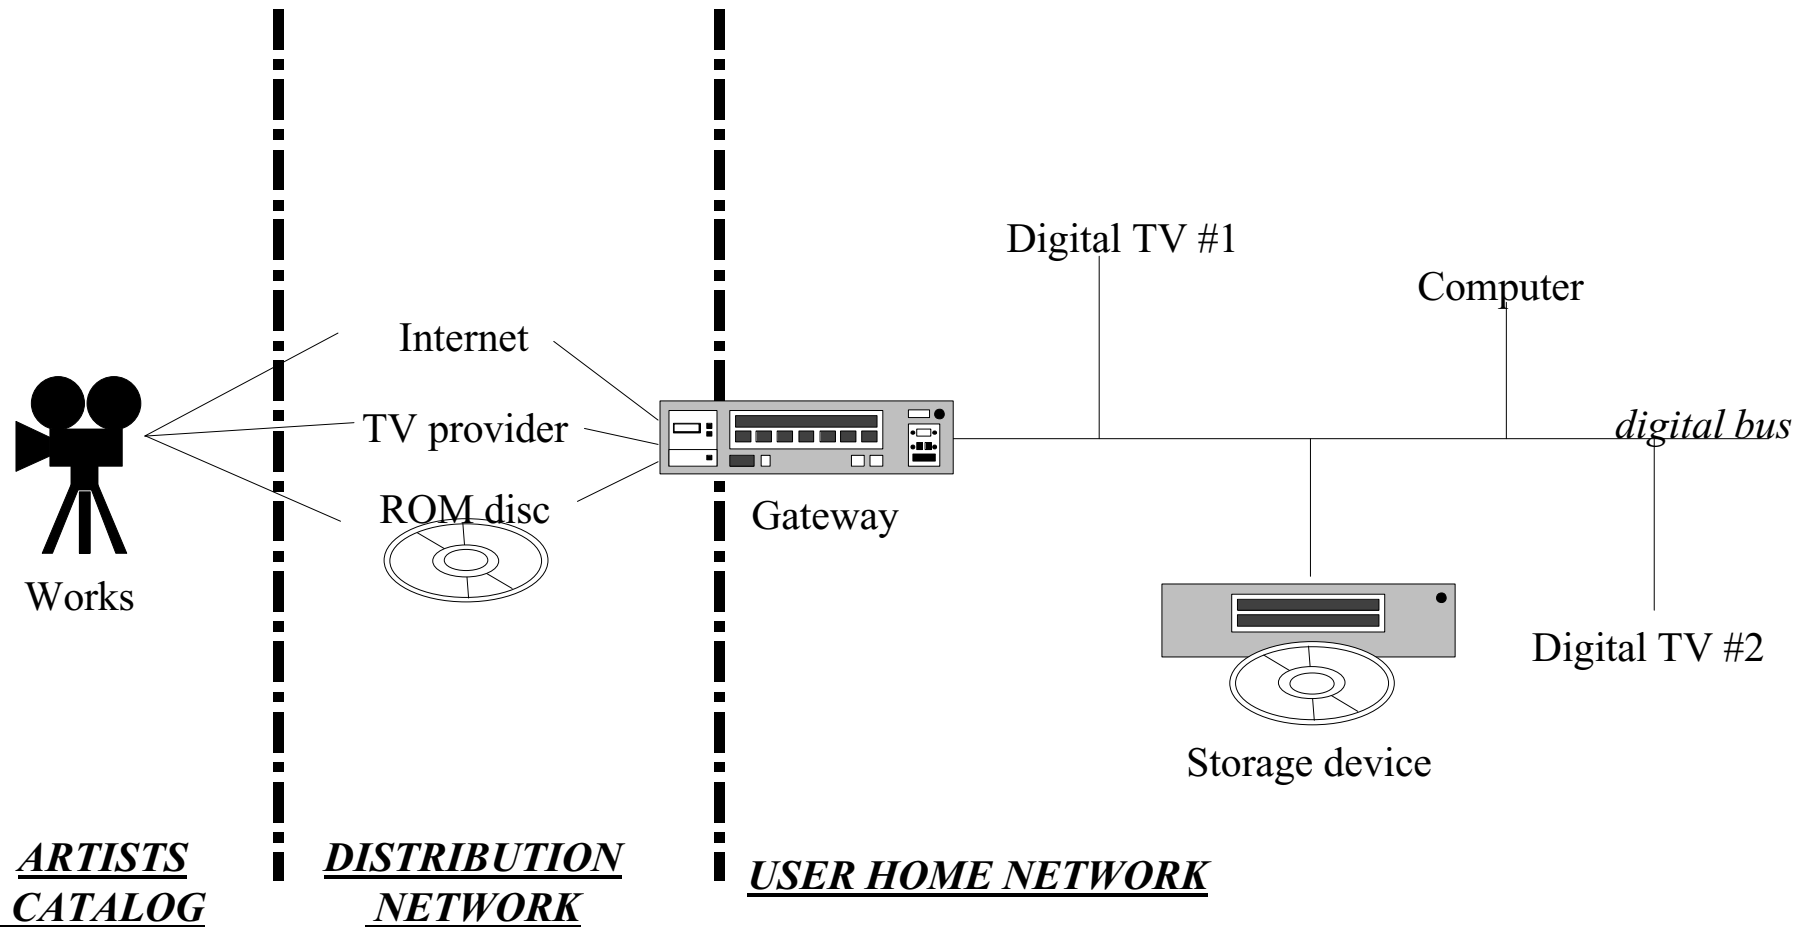 Digital TV #1
Computer
Internet
TV provider
digital bus
ROM disc
Gateway
Works
Digital TV #2
Storage device
ARTISTS
CATALOG
DISTRIBUTION
NETWORK
USER HOME NETWORK